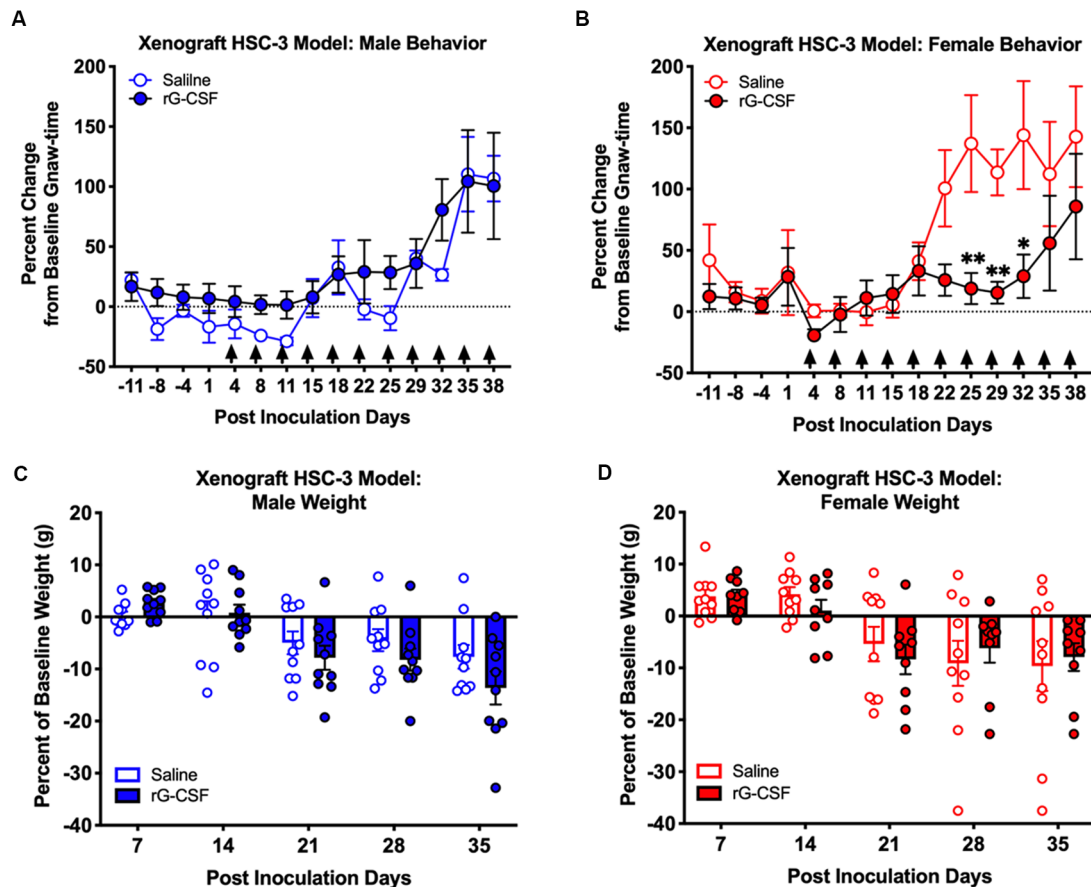 A
Xenograft HSC-3 Model: Male Behavior
Percent Change
from Baseline Gnaw-time
200
150
100
50
0
-50
Salilne
rG-CSF
-11 -8 -4 1 4 8 11 15 18 22 25 29 32 35 38
Post Inoculation Days
B
Xenograft HSC-3 Model: Female Behavior
Percent Change
from Baseline Gnaw-time
200
150
100
50
0
50
Saline
rG-CSF
** ** *
-11 -8 -4 1 4 8 11 15 18 22 25 29 32 35 38
Post Inoculation Days
C
Xenograft HSC-3 Model:
Male Weight
Percent of Baseline Weight (g)
20
10
0
-10
-20
-30
-40
Saline
rG-CSF
7 14 21 28 35
Post Inoculation Days
D
Xenograft HSC-3 Model:
Female Weight
Percent of Baseline Weight (g)
20
10
0
-10
-20
-30
-40
Saline
rG-CSF
7 14 21 28 35
Post Inoculation Days